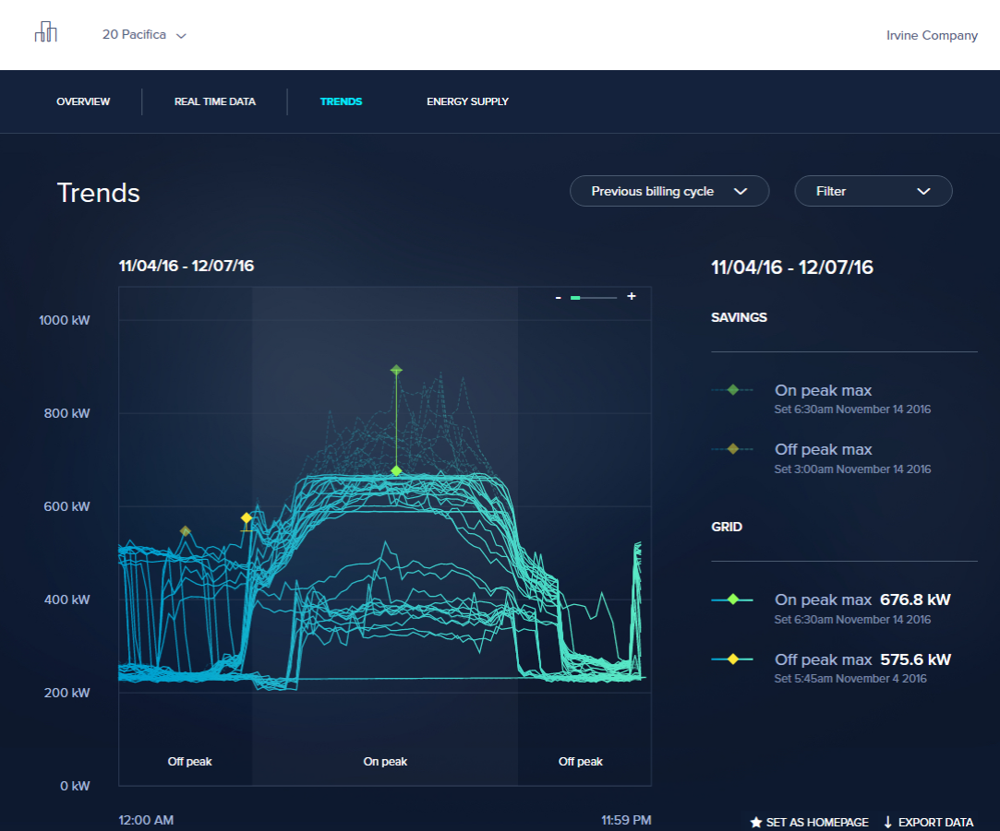 20 Pacifica
Irvine Company
OVERVIEW
REAL TIME DATA
TRENDS
ENERGY SUPPLY
Trends
Previous billing cycle
Filter
11/04/16 - 12/07/16
- +
1000 kW
800 kW
600 kW
400 kW
200 kW
0 kW
Off peak
On peak
Off peak
12:00 AM
11:59 PM
11/04/16 - 12/07/16
SAVINGS
On peak max
Set 6:30am November 14 2016
Off peak max
Set 3:00am November 14 2016
GRID
On peak max 676.8 kW
Set 6:30am November 14 2016
Off peak max 575.6 kW
Set 5:45am November 4 2016
SET AS HOMEPAGE
EXPORT DATA